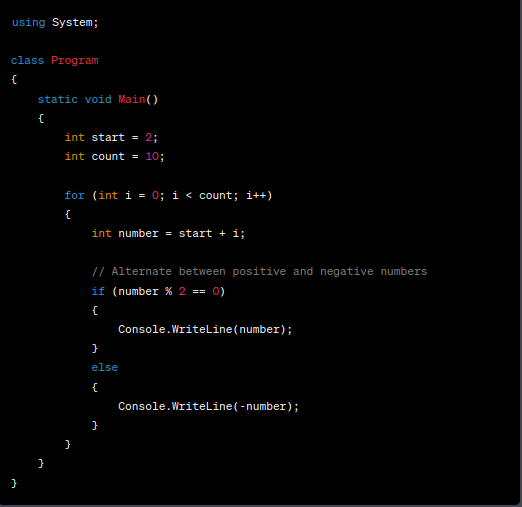 using System;

class Program
{
    static void Main()
    {
        int start = 2;
        int count = 10;

        for (int i = 0; i < count; i++)
        {
            int number = start + i;

            // Alternate between positive and negative numbers
            if (number % 2 == 0)
            {
                Console.WriteLine(number);
            }
            else
            {
                Console.WriteLine(-number);
            }
        }
    }
}